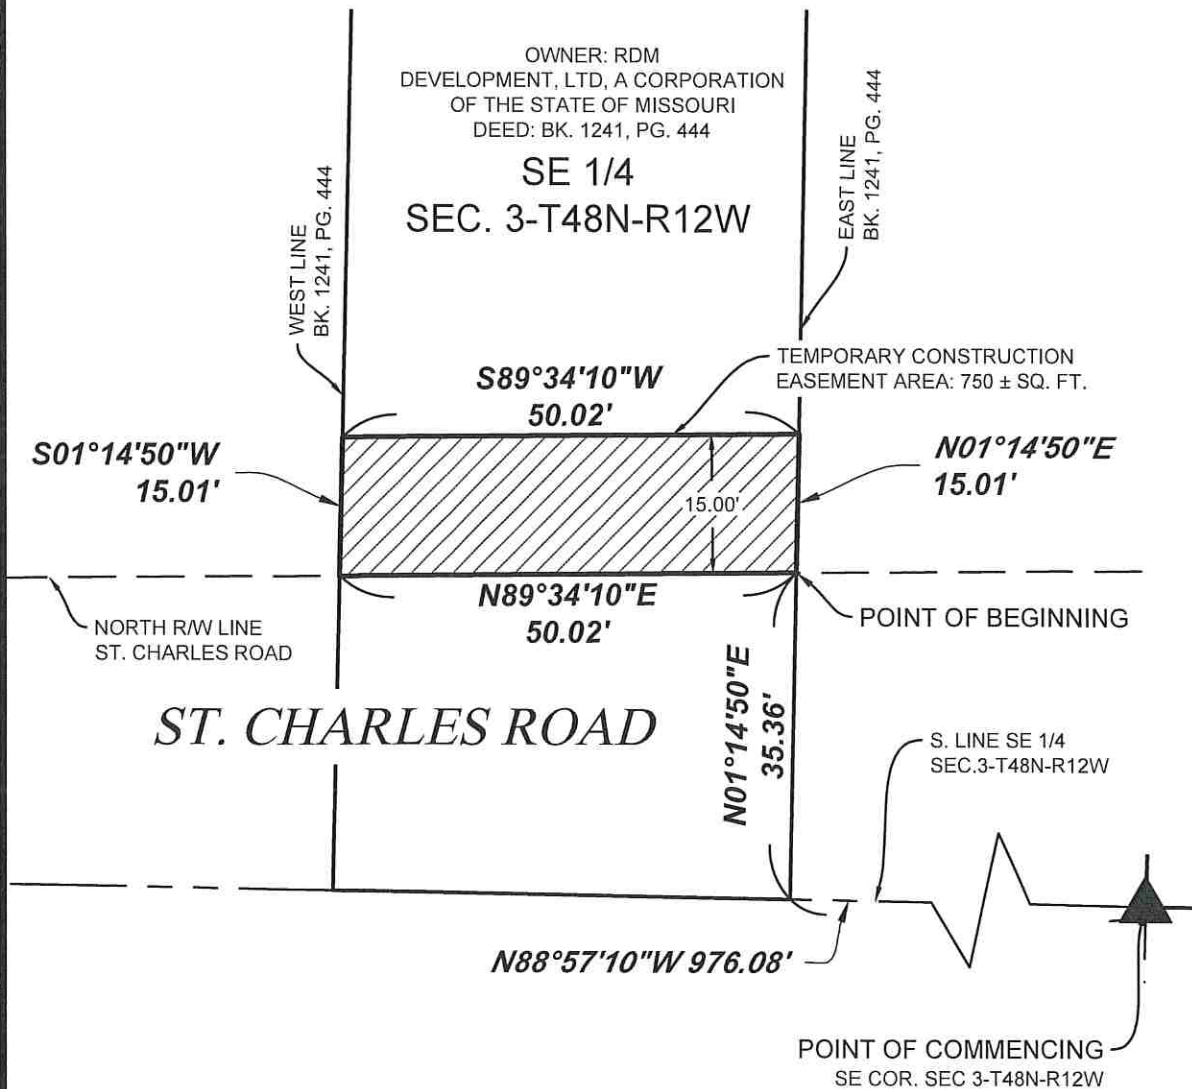 OWNER: RDM
DEVELOPMENT, LTD, A CORPORATION
OF THE STATE OF MISSOURI
DEED: BK. 1241, PG. 444
SE 1/4
SEC. 3-T48N-R12W
WEST LINE
BK. 1241, PG. 444
EAST LINE
BK. 1241, PG. 444
TEMPORARY CONSTRUCTION
EASEMENT AREA: 750 ± SQ. FT.
S89°34'10"W
50.02'
S01°14'50"W
15.01'
15.00'
N01°14'50"E
15.01'
N89°34'10"E
50.02'
POINT OF BEGINNING
NORTH R/W LINE
ST. CHARLES ROAD
ST. CHARLES ROAD
N01°14'50"E
35.36'
S. LINE SE 1/4
SEC.3-T48N-R12W
N88°57'10"W 976.08'
POINT OF COMMENCING
SE COR. SEC 3-T48N-R12W